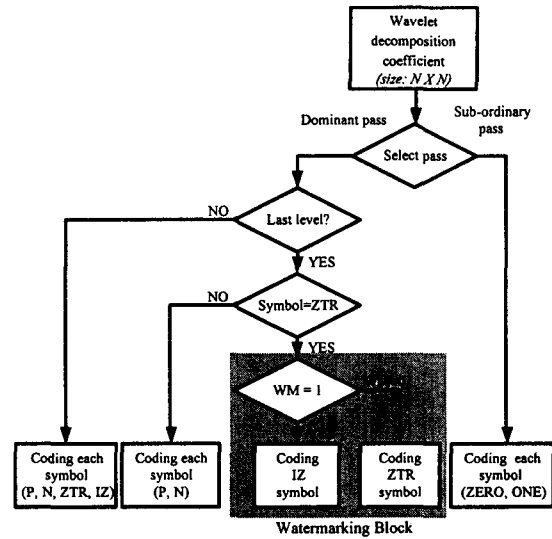 Wavelet
decomposition
coefficient
(size: N X N)
Dominant pass
Sub-ordinary
pass
Select pass
NO
Last level?
YES
NO
Symbol=ZTR
YES
WM = 1
Coding each
symbol
(P, N, ZTR, IZ)
Coding each
symbol
(P, N)
Coding
IZ
symbol
Coding
ZTR
symbol
Coding each
symbol
(ZERO, ONE)
Watermarking Block